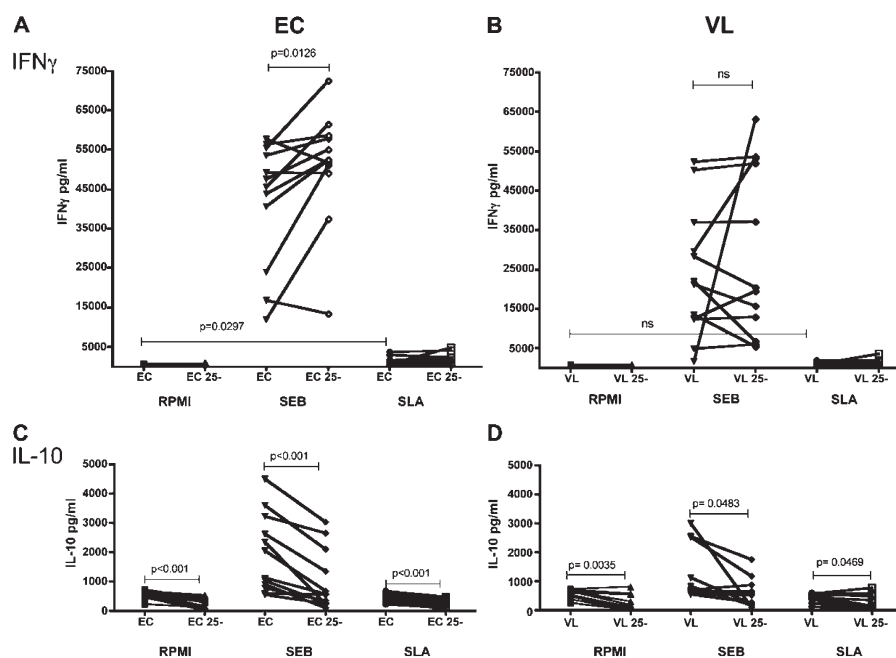 A
EC
B
VL
IFNγ
p=0.0126
ns
75000
65000
55000
45000
35000
25000
15000
5000
IFNγ pg/ml
p=0.0297
EC EC 25- EC EC 25- EC EC 25-
RPMI SEB SLA
75000
65000
55000
45000
35000
25000
15000
5000
IFNγ pg/ml
ns
VL VL 25- VL VL 25- VL VL 25-
RPMI SEB SLA
C
D
IL-10
5000
4000
3000
2000
1000
0
IL-10 pg/ml
p<0.001
p<0.001
p<0.001
EC EC 25- EC EC 25- EC EC 25-
RPMI SEB SLA
5000
4000
3000
2000
1000
0
IL-10 pg/ml
p= 0.0035
p= 0.0483
p= 0.0469
VL VL 25- VL VL 25- VL VL 25-
RPMI SEB SLA